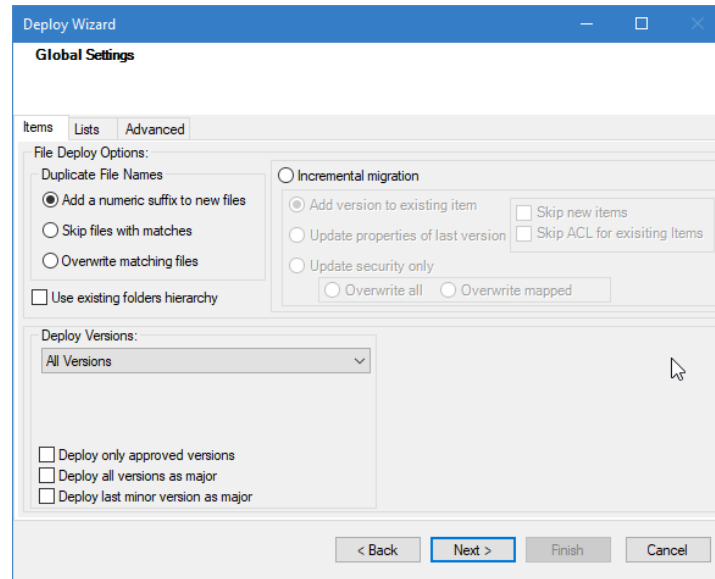 Deploy Wizard
Global Settings
Items Lists Advanced
File Deploy Options:
Duplicate File Names
Add a numeric suffix to new files
Skip files with matches
Overwrite matching files
Use existing folders hierarchy
Incremental migration
Add version to existing item
Update properties of last version
Update security only
Overwrite all Overwrite mapped
Skip new items
Skip ACL for exisiting Items
Deploy Versions:
All Versions
Deploy only approved versions
Deploy all versions as major
Deploy last minor version as major
< Back Next > Finish Cancel